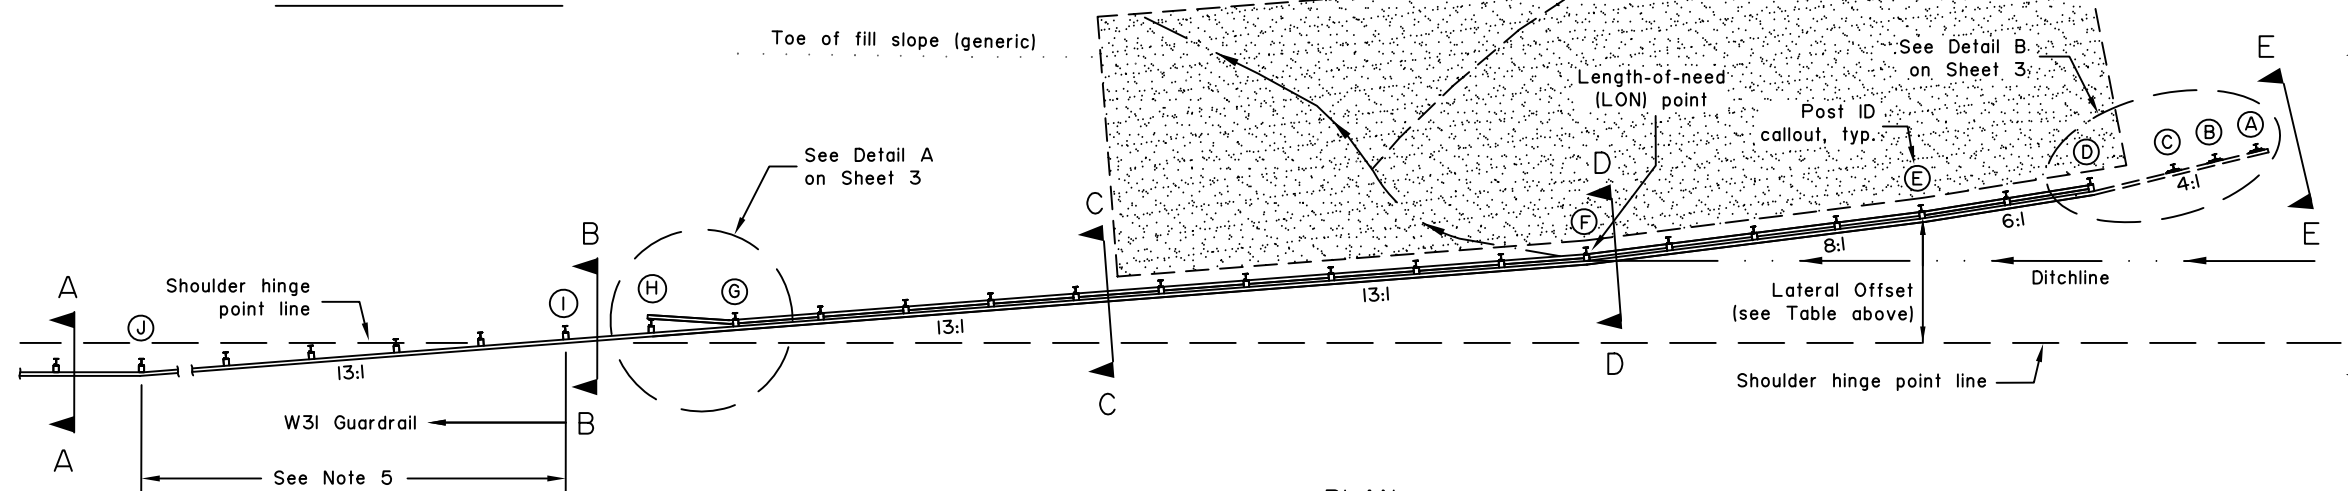 Toe of fill slope (generic)
See Detail B
on Sheet 3
E
Length-of-need
(LON) point
Post ID
callout, typ.
A
B
C
D
See Detail A
on Sheet 3
D
E
4:1
6:1
C
F
8:1
E
B
Shoulder hinge
point line
A
H
G
I
J
13:1
13:1
13:1
Ditchline
Lateral Offset
(see Table above)
D
Shoulder hinge point line
C
W31 Guardrail
B
A
See Note 5